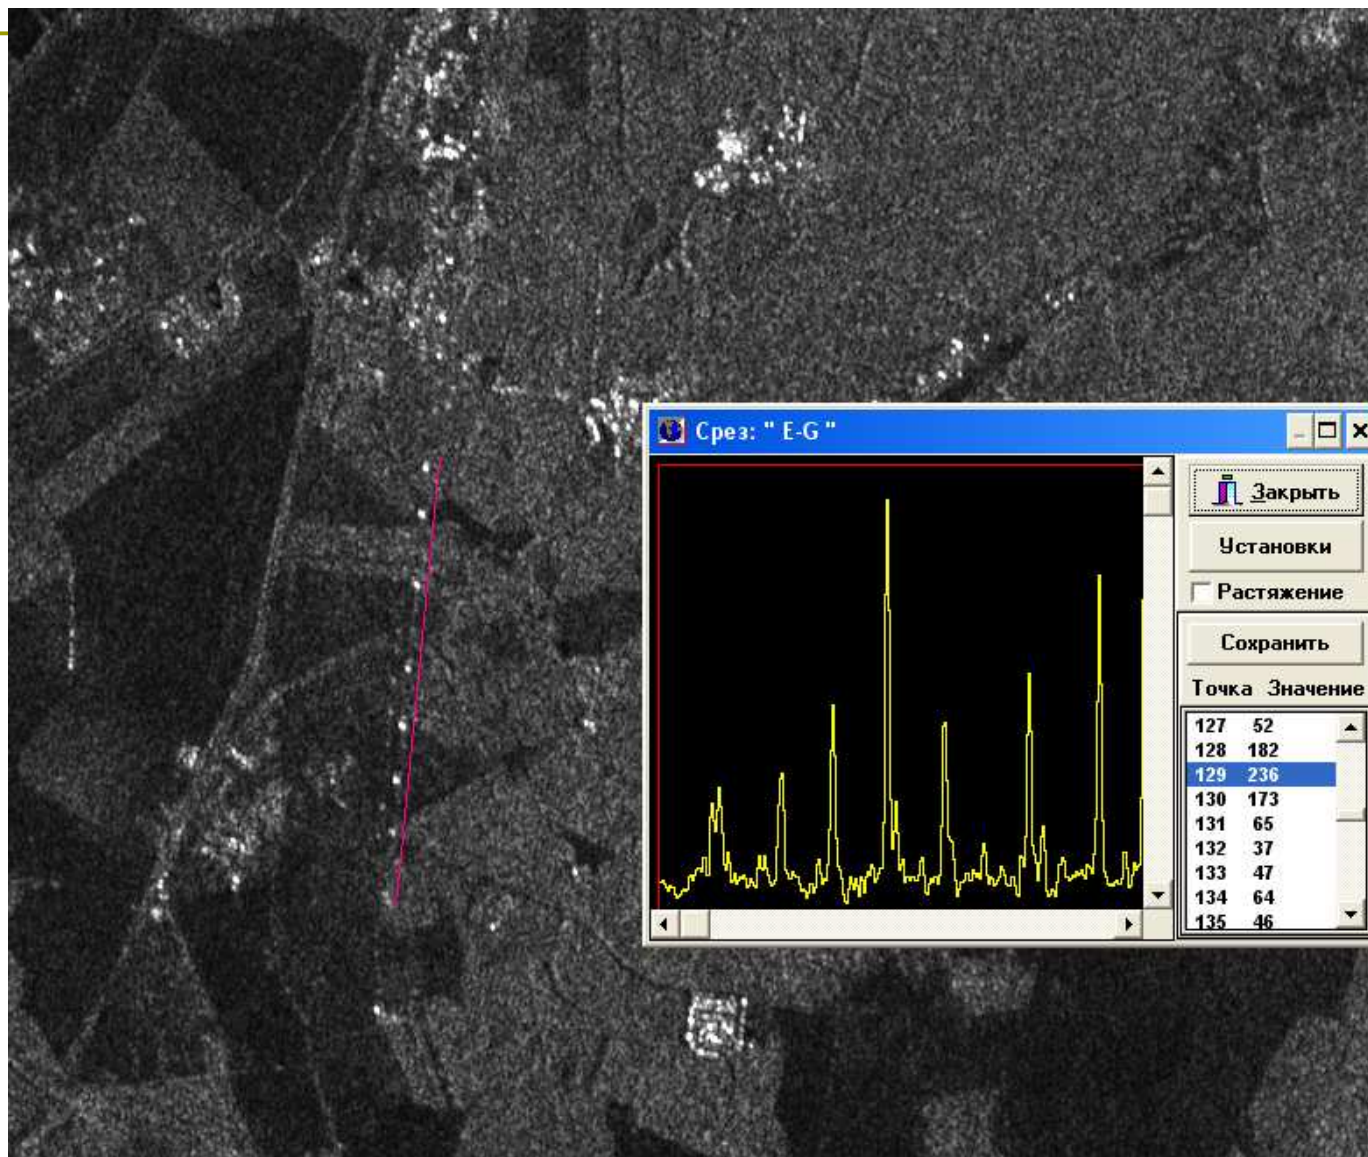 Срез: " E-G "
Закрыть
Установки
Растяжение
Сохранить
Точка Значение
127 52
128 182
129 236
130 173
131 65
132 37
133 47
134 64
135 46